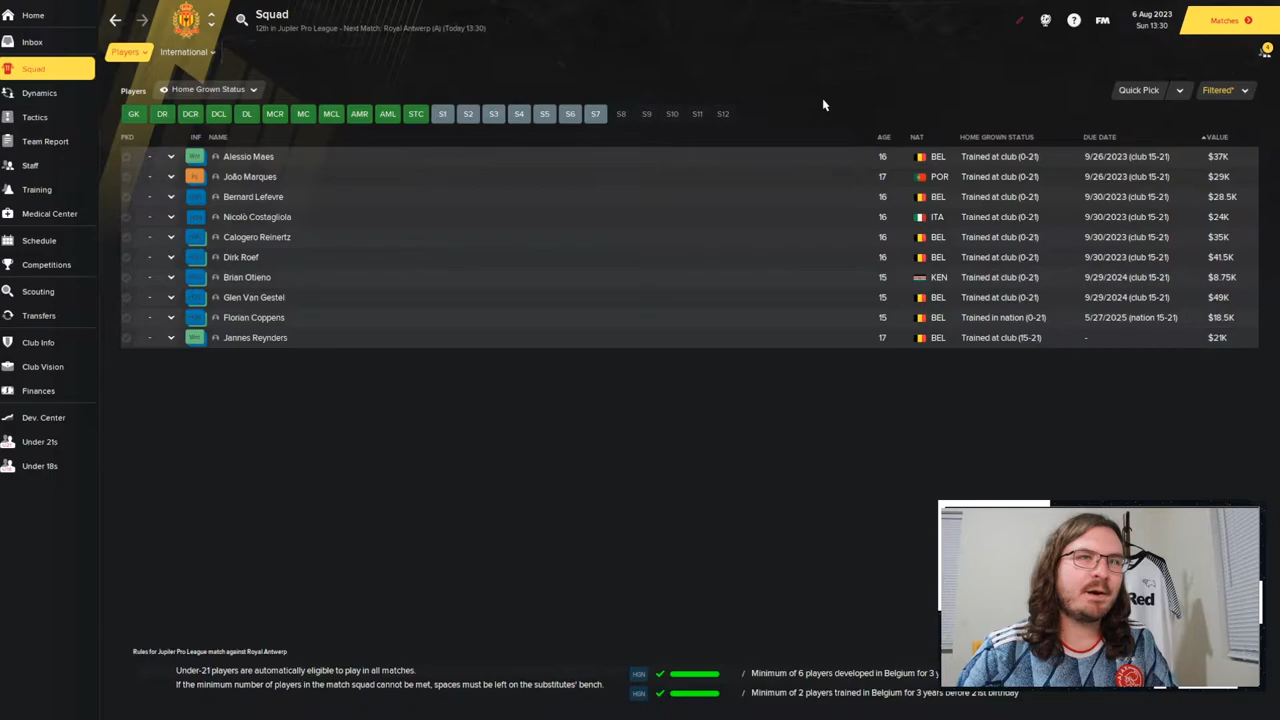 Home
Inbox
Squad
Dynamics
Tactics
Team Report
Staff
Training
Medical Center
Schedule
Competitions
Scouting
Transfers
Club Info
Club Vision
Finances
Dev. Center
Under 21s
Under 18s
Squad
12th in Jupiler Pro League - Next Match: Royal Antwerp (A) (Today 13:30)
FM
6 Aug 2023
Sun 13:30
Matches
Players
International
Players Home Grown Status
Quick Pick
Filtered*
GK DR DCR DCL DL MCR MC MCL AMR AML STC S1 S2 S3 S4 S5 S6 S7 S8 S9 S10 S11 S12
PKD INF NAME AGE NAT HOME GROWN STATUS DUE DATE VALUE
- Wnt Alessio Maes 16 BEL Trained at club (0-21) 9/26/2023 (club 15-21) $37K
- João Marques 17 POR Trained at club (0-21) 9/26/2023 (club 15-21) $29K
- Bernard Lefevre 16 BEL Trained at club (0-21) 9/30/2023 (club 15-21) $28.5K
- Nicolò Costagliola 16 ITA Trained at club (0-21) 9/30/2023 (club 15-21) $24K
- Calogero Reinertz 16 BEL Trained at club (0-21) 9/30/2023 (club 15-21) $35K
- Dirk Roef 16 BEL Trained at club (0-21) 9/30/2023 (club 15-21) $41.5K
- Brian Otieno 15 KEN Trained at club (0-21) 9/29/2024 (club 15-21) $8.75K
- Glen Van Gestel 15 BEL Trained at club (0-21) 9/29/2024 (club 15-21) $49K
- Florian Coppens 15 BEL Trained in nation (0-21) 5/27/2025 (nation 15-21) $18.5K
- Wnt Jannes Reynders 17 BEL Trained at club (15-21) - $21K
Rules for Jupiler Pro League match against Royal Antwerp
Under-21 players are automatically eligible to play in all matches.
If the minimum number of players in the match squad cannot be met, spaces must be left on the substitutes' bench.
HGN / Minimum of 6 players developed in Belgium for 3
HGN / Minimum of 2 players trained in Belgium for 3 years before 21st birthday
Red